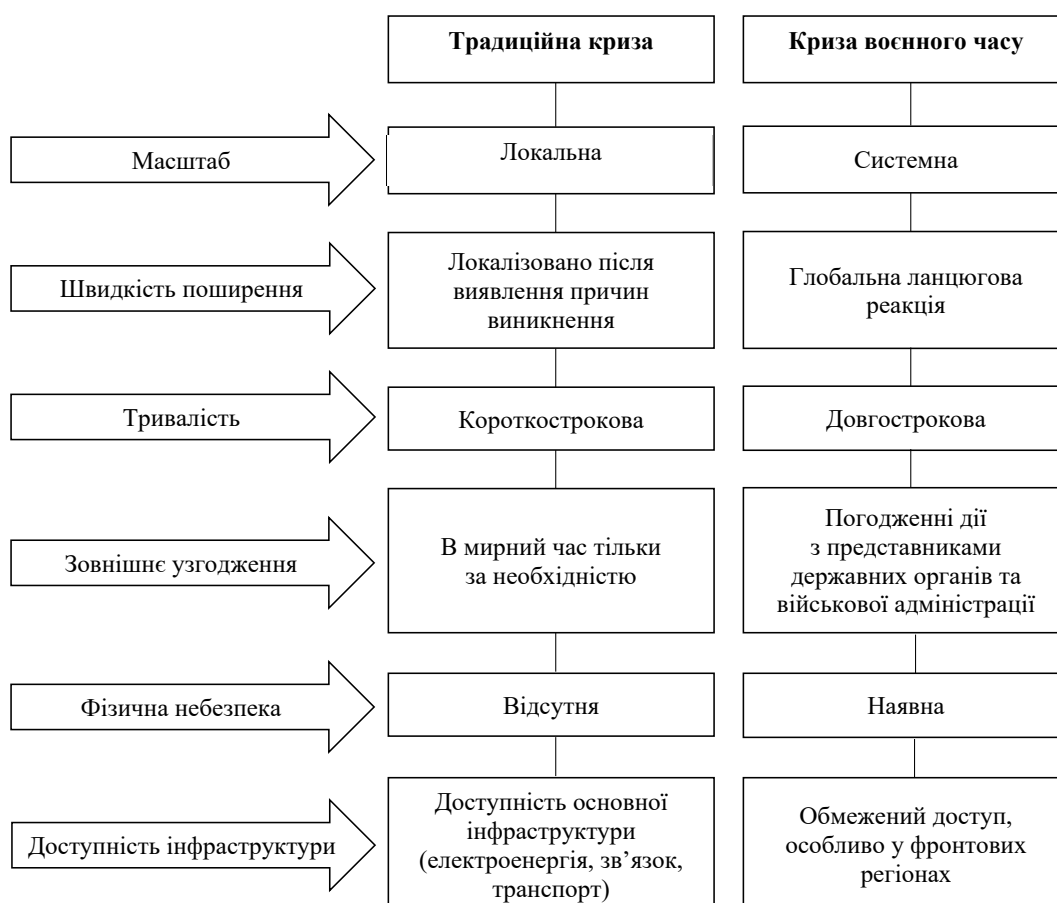 Традиційна криза
Криза воєнного часу
Масштаб
Локальна
Системна
Швидкість поширення
Локалізовано після
виявлення причин
виникнення
Глобальна ланцюгова
реакція
Тривалість
Короткострокова
Довгострокова
Зовнішнє узгодження
В мирний час тільки
за необхідністю
Погодженні дії
з представниками
державних органів та
військової адміністрації
Фізична небезпека
Відсутня
Наявна
Доступність інфраструктури
Доступність основної
інфраструктури
(електроенергія, зв’язок,
транспорт)
Обмежений доступ,
особливо у фронтових
регіонах